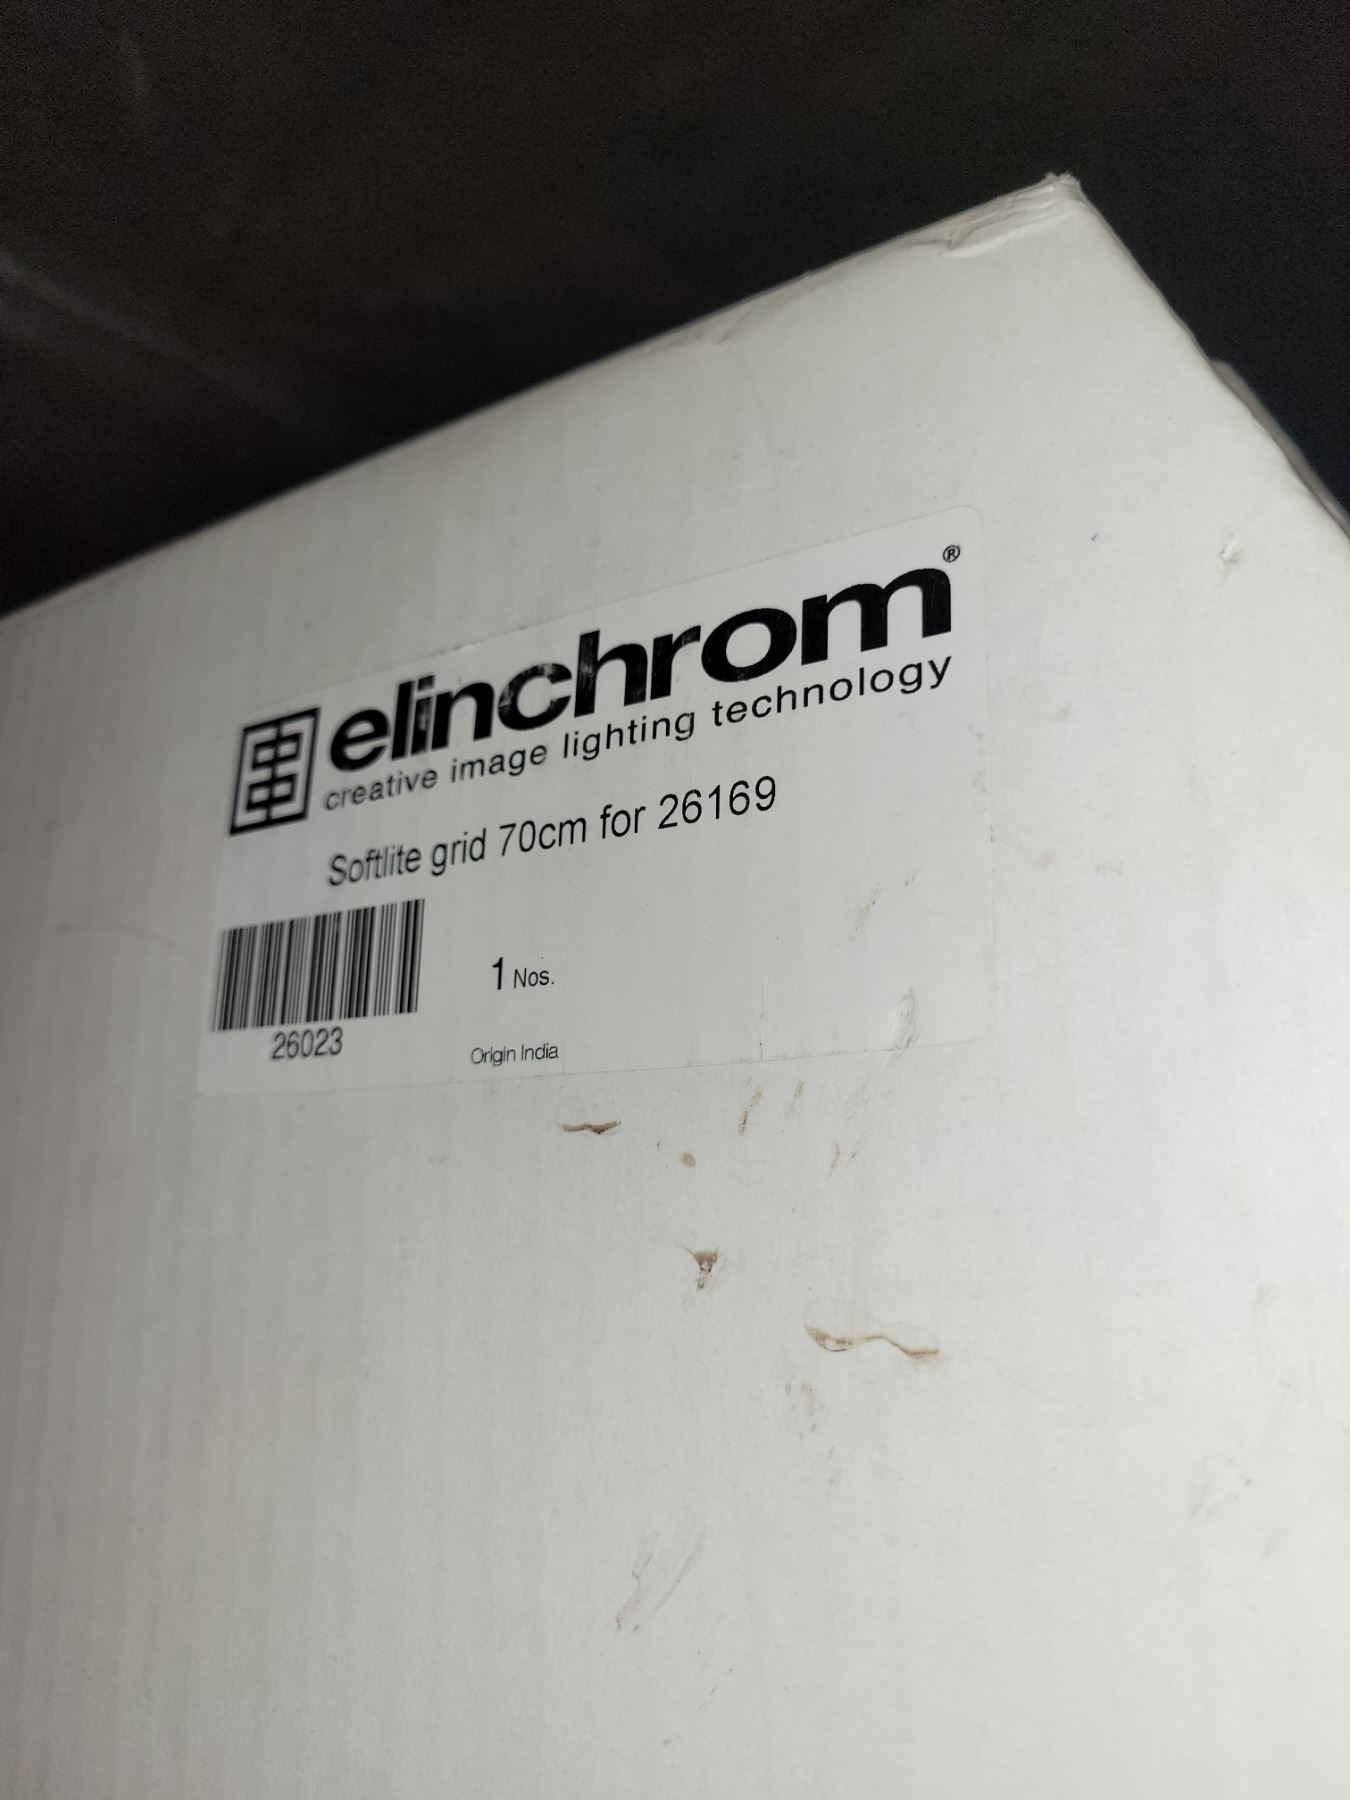 elinchrom®
creative image lighting technology
Softlite grid 70cm for 26169
1 Nos.
26023
Origin India